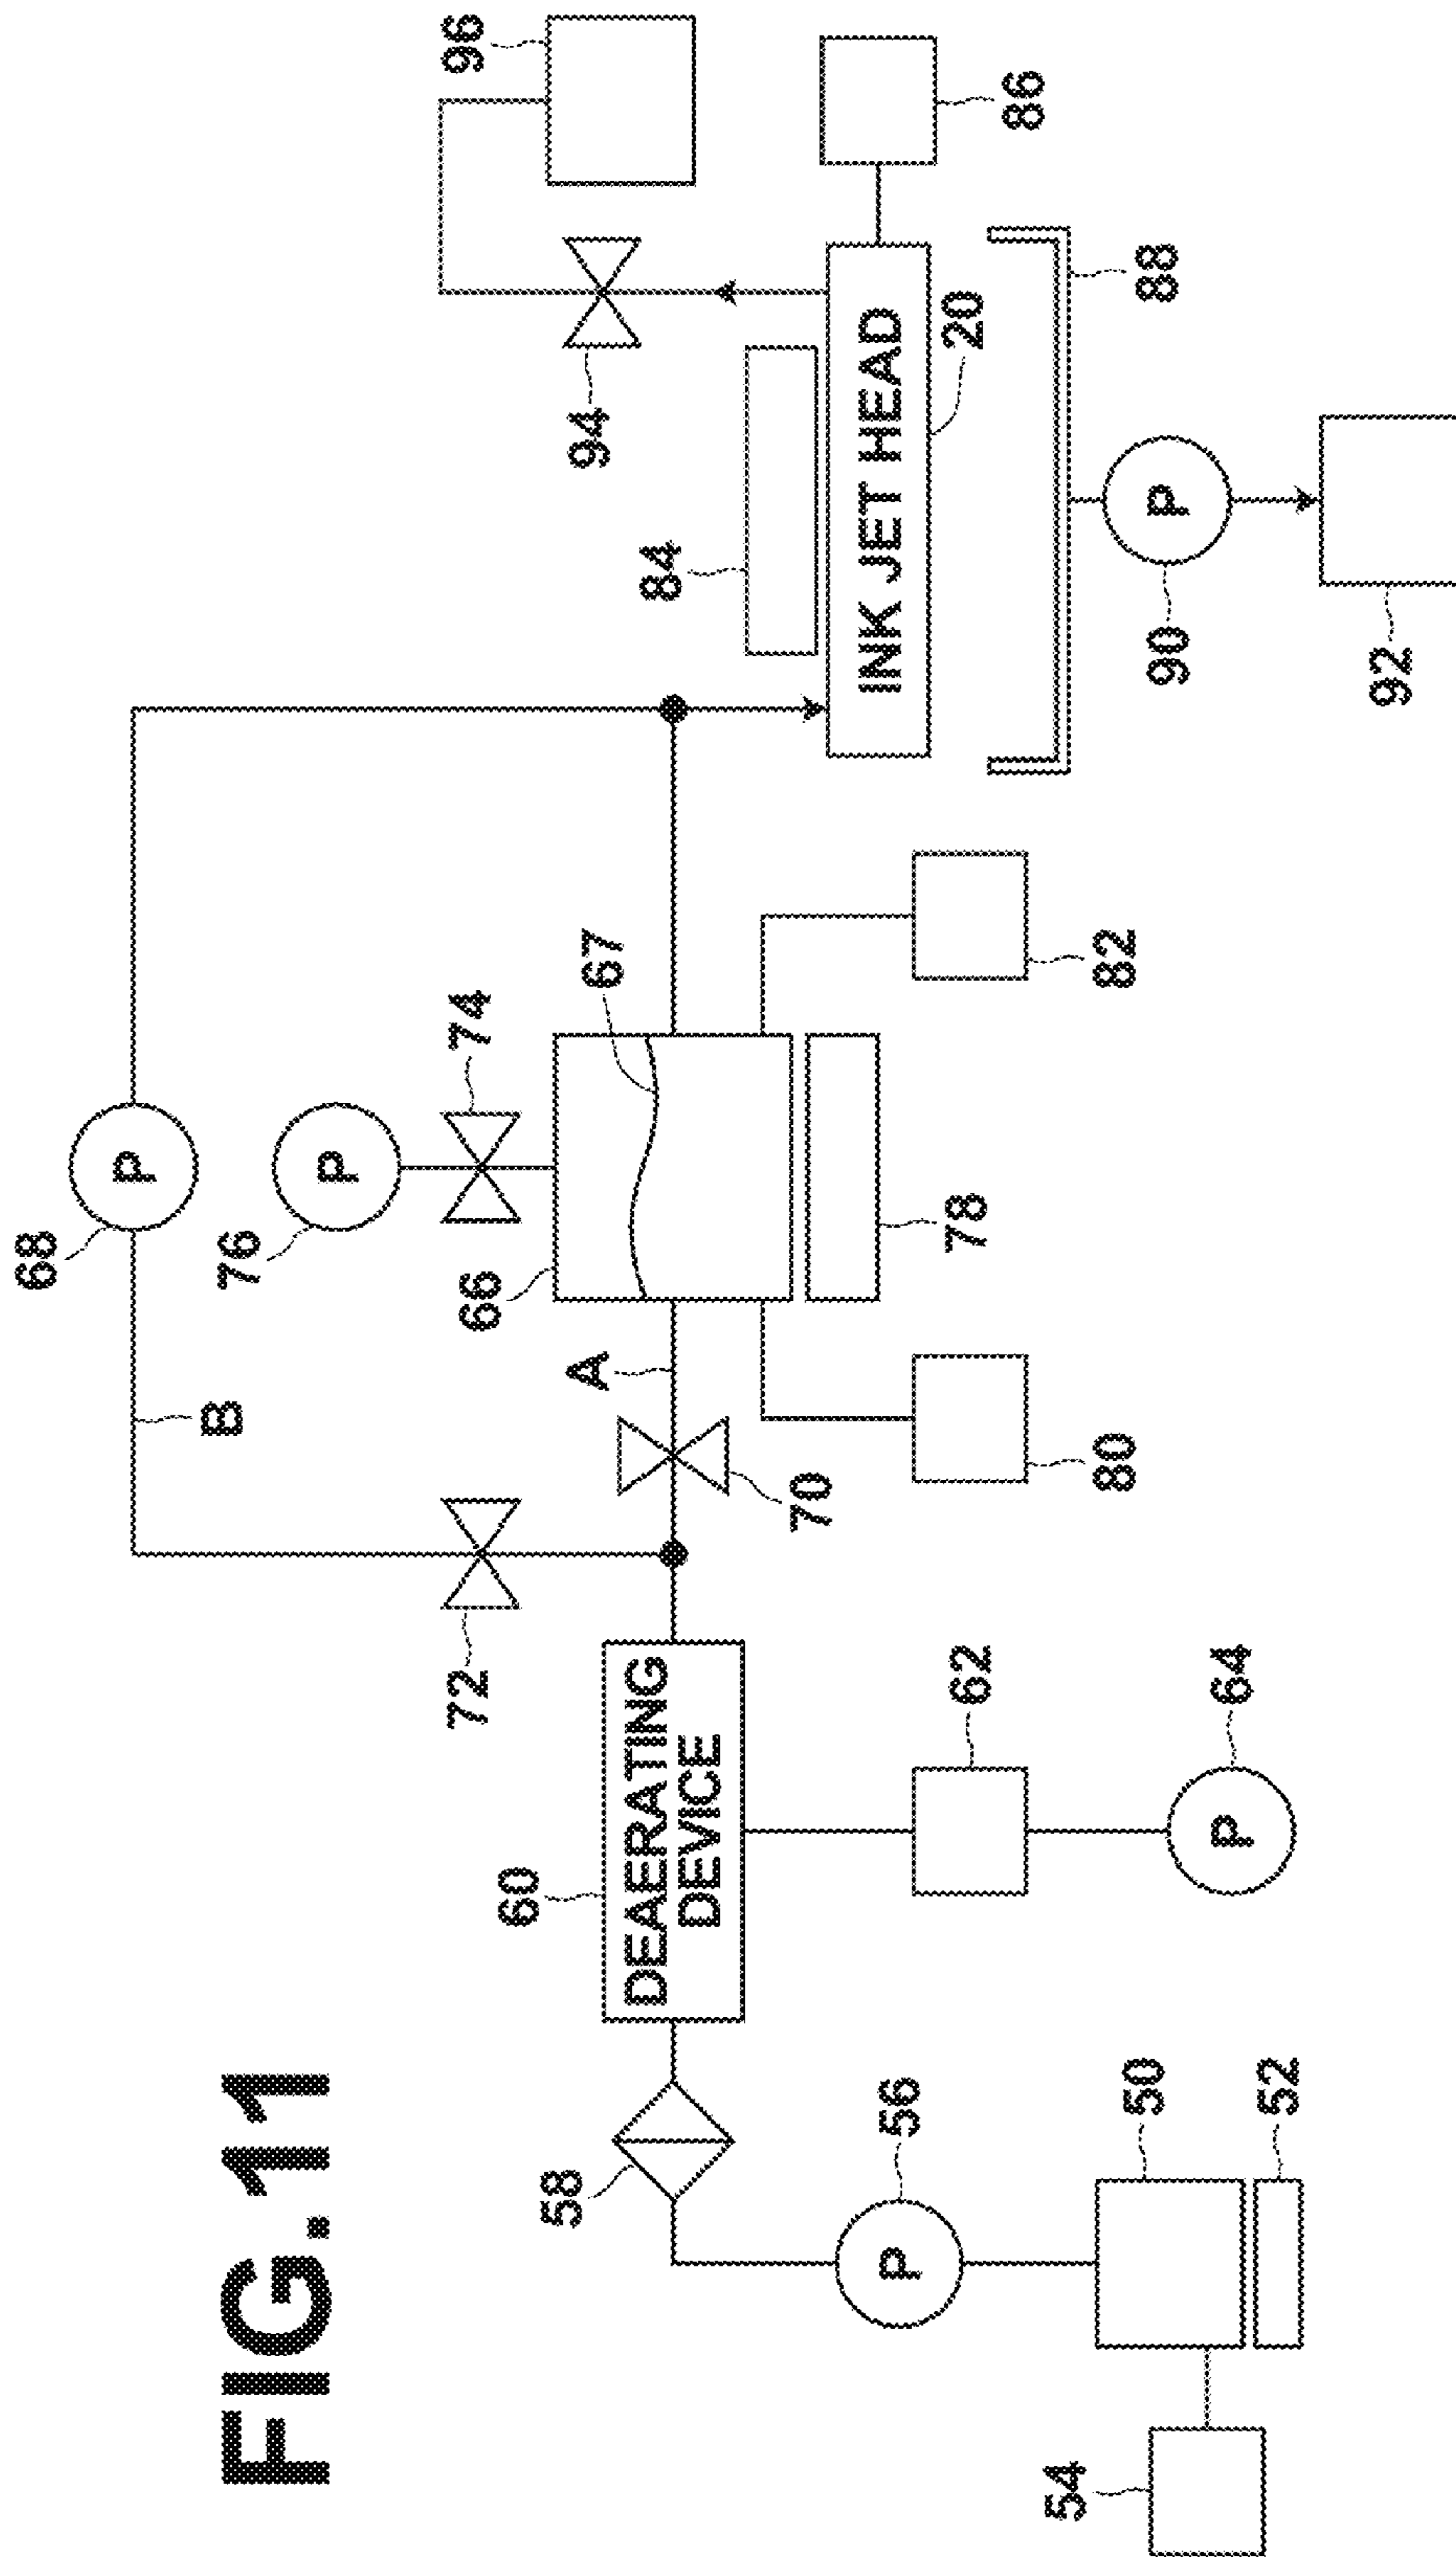 FIG. 11
68
B
76
P
P
96
72
74
66
67
A
94
84
60
DEAERATING
DEVICE
58
70
INK JET HEAD
20
86
78
56
P
62
80
82
88
54
50
52
64
P
90
P
92